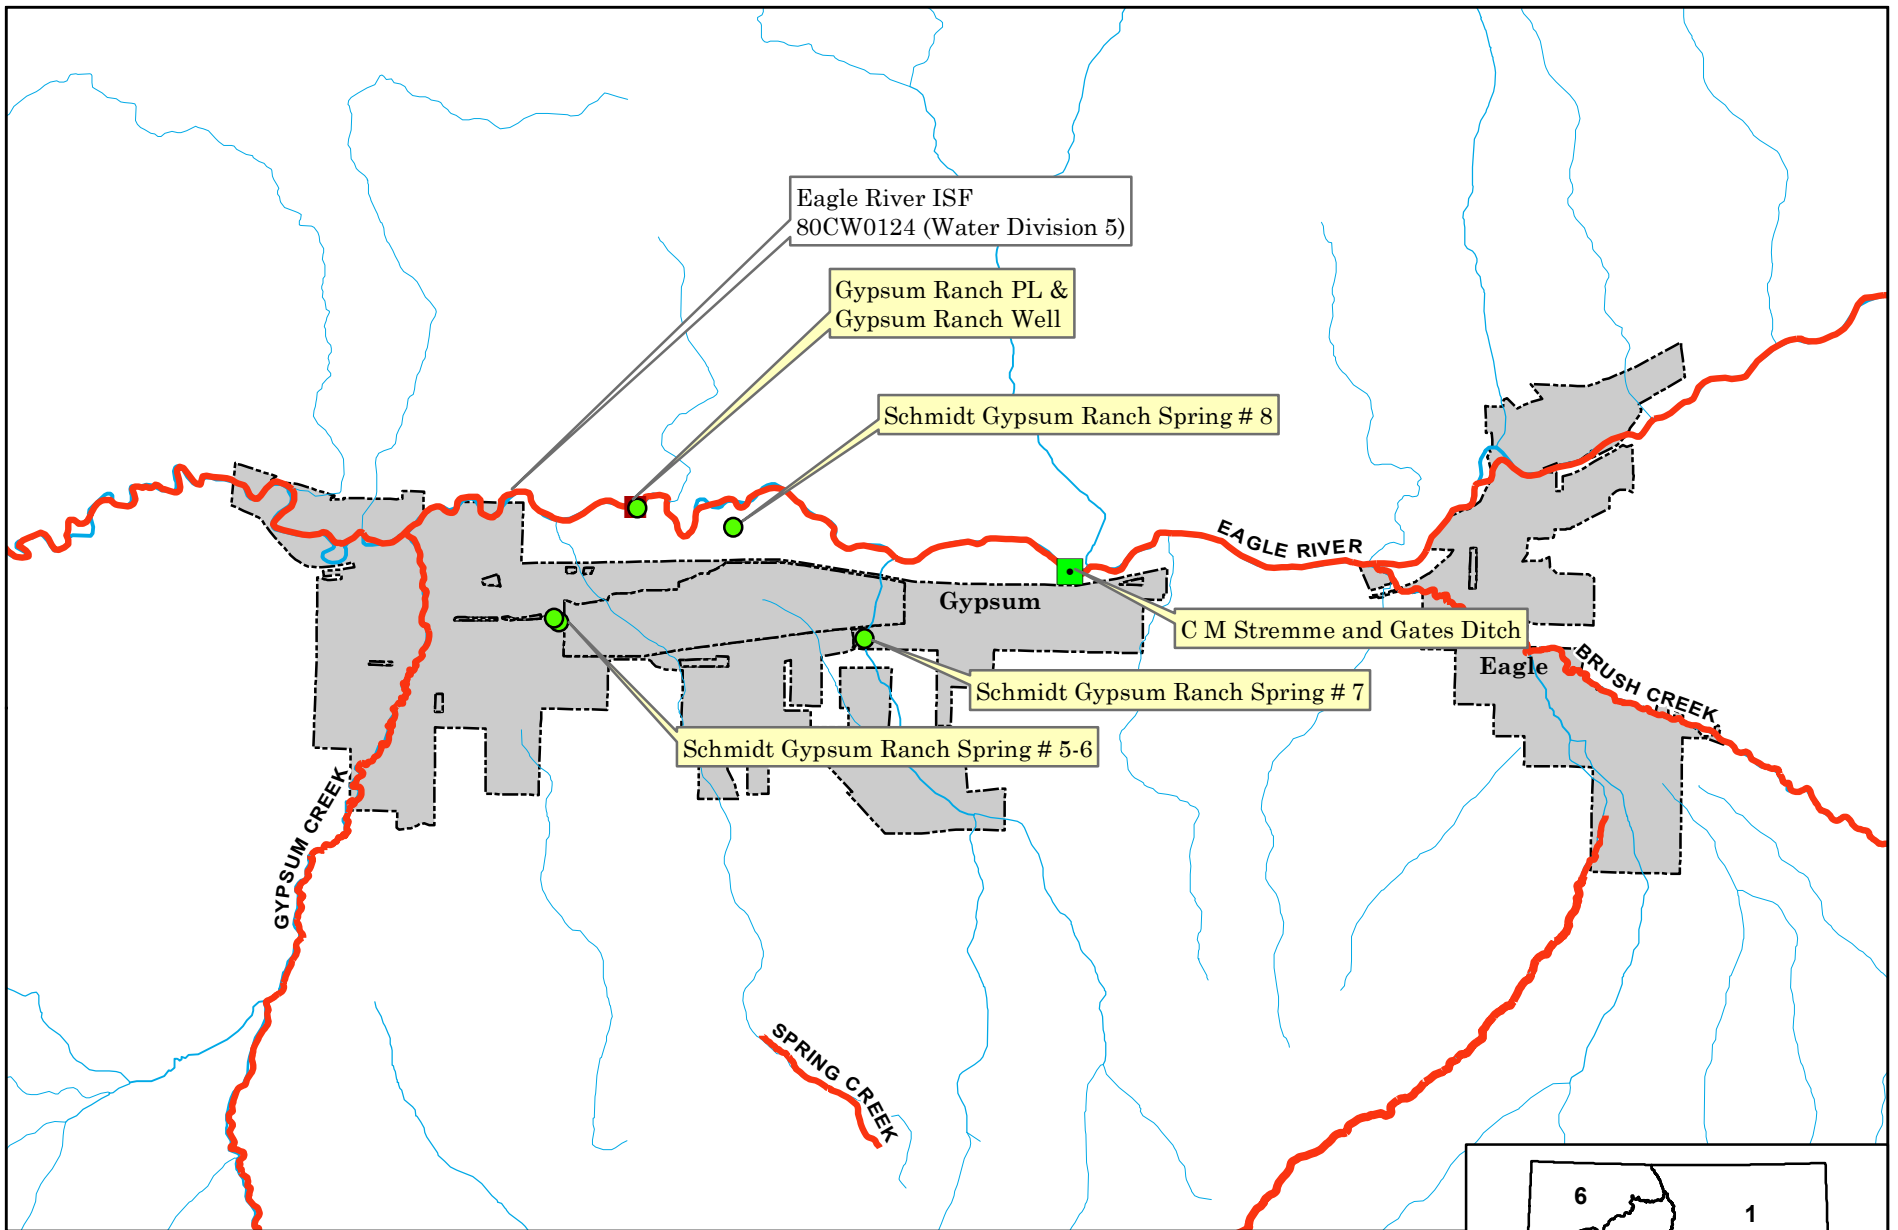 Eagle River ISF
80CW0124 (Water Division 5)
Gypsum Ranch PL &
Gypsum Ranch Well
Schmidt Gypsum Ranch Spring # 8
EAGLE RIVER
Gypsum
C M Stremme and Gates Ditch
Eagle
BRUSH CREEK
Schmidt Gypsum Ranch Spring # 7
Schmidt Gypsum Ranch Spring # 5-6
GYPSUM CREEK
SPRING CREEK
6
1